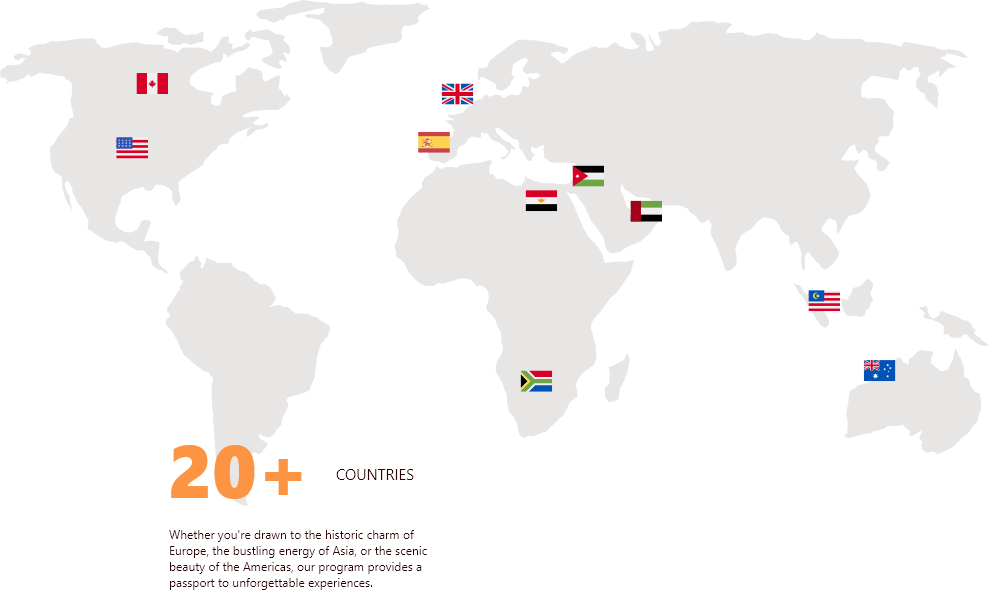 20+ COUNTRIES
Whether you're drawn to the historic charm of
Europe, the bustling energy of Asia, or the scenic
beauty of the Americas, our program provides a
passport to unforgettable experiences.